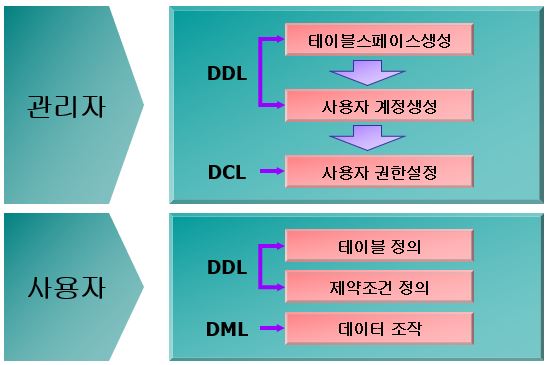 관리자
DDL
테이블스페이스생성
사용자 계정생성
DCL
사용자 권한설정
사용자
DDL
테이블 정의
제약조건 정의
DML
데이터 조작